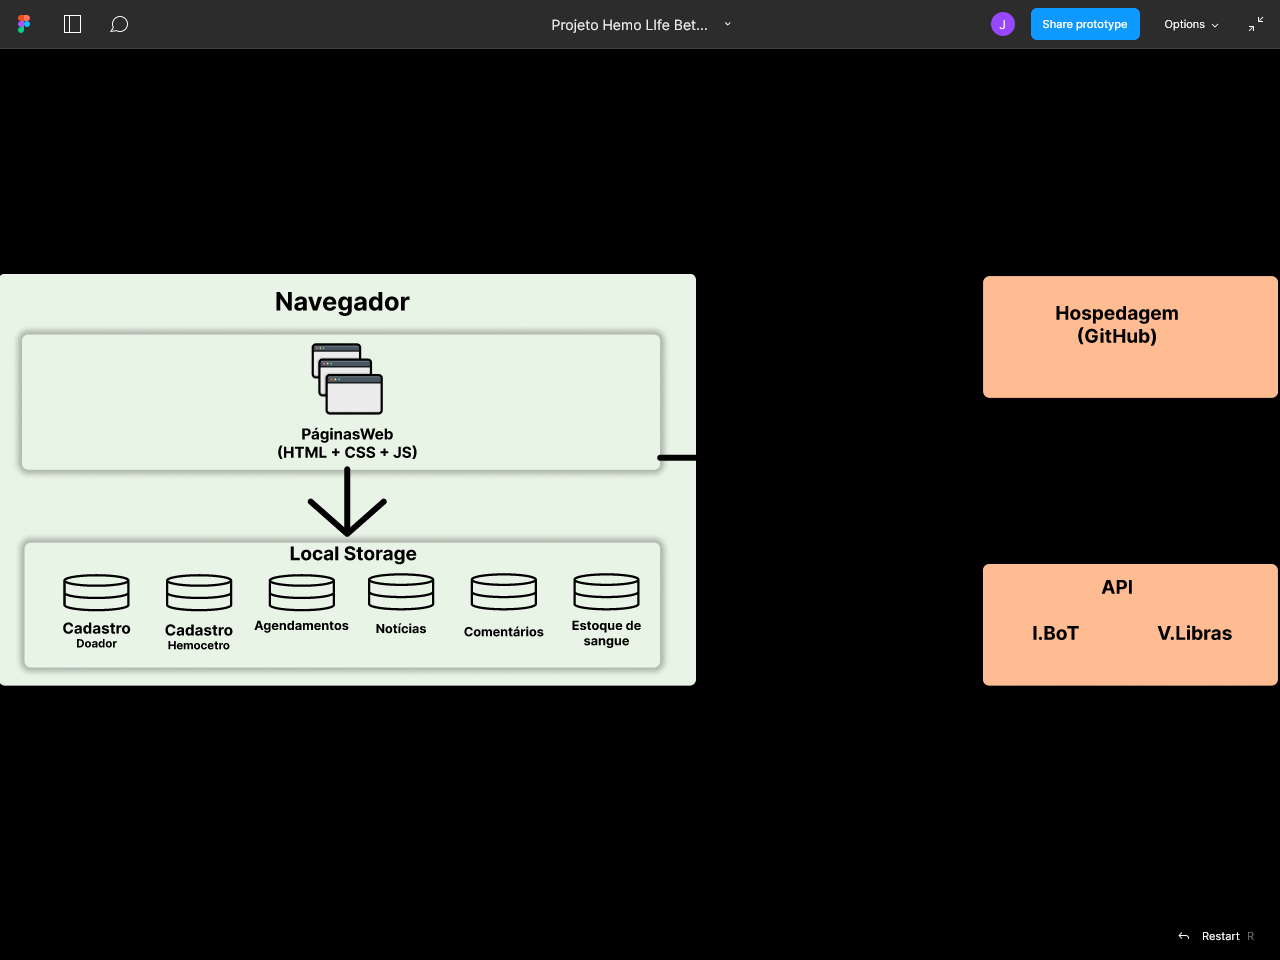 Projeto Hemo LIfe Bet...
J
Share prototype
Options
Navegador
PáginasWeb
(HTML + CSS + JS)
Local Storage
Cadastro
Doador
Cadastro
Hemocetro
Agendamentos
Notícias
Comentários
Estoque de
sangue
Hospedagem
(GitHub)
API
I.BoT
V.Libras
Restart R